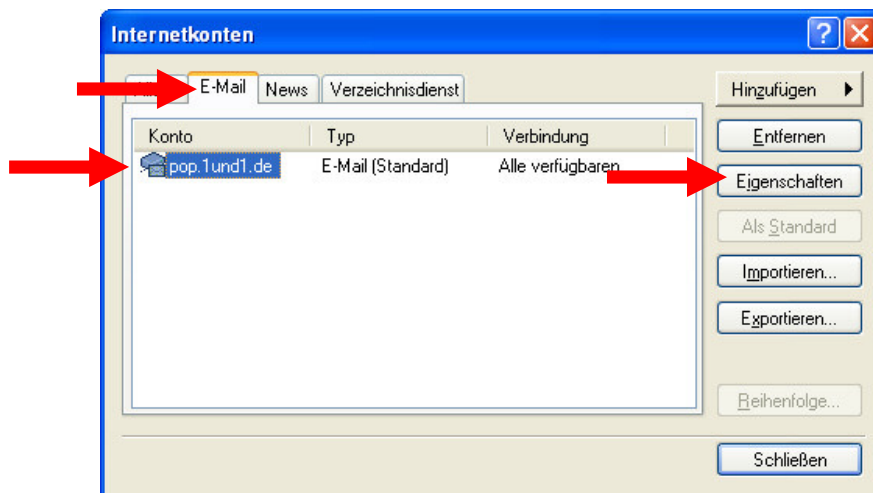 Internetkonten
E-Mail News Verzeichnisdienst
Hinzufügen
Konto Typ Verbindung
Entfernen
pop.1und1.de E-Mail (Standard) Alle verfügbaren
Eigenschaften
Als Standard
Importieren...
Exportieren...
Reihenfolge...
Schließen